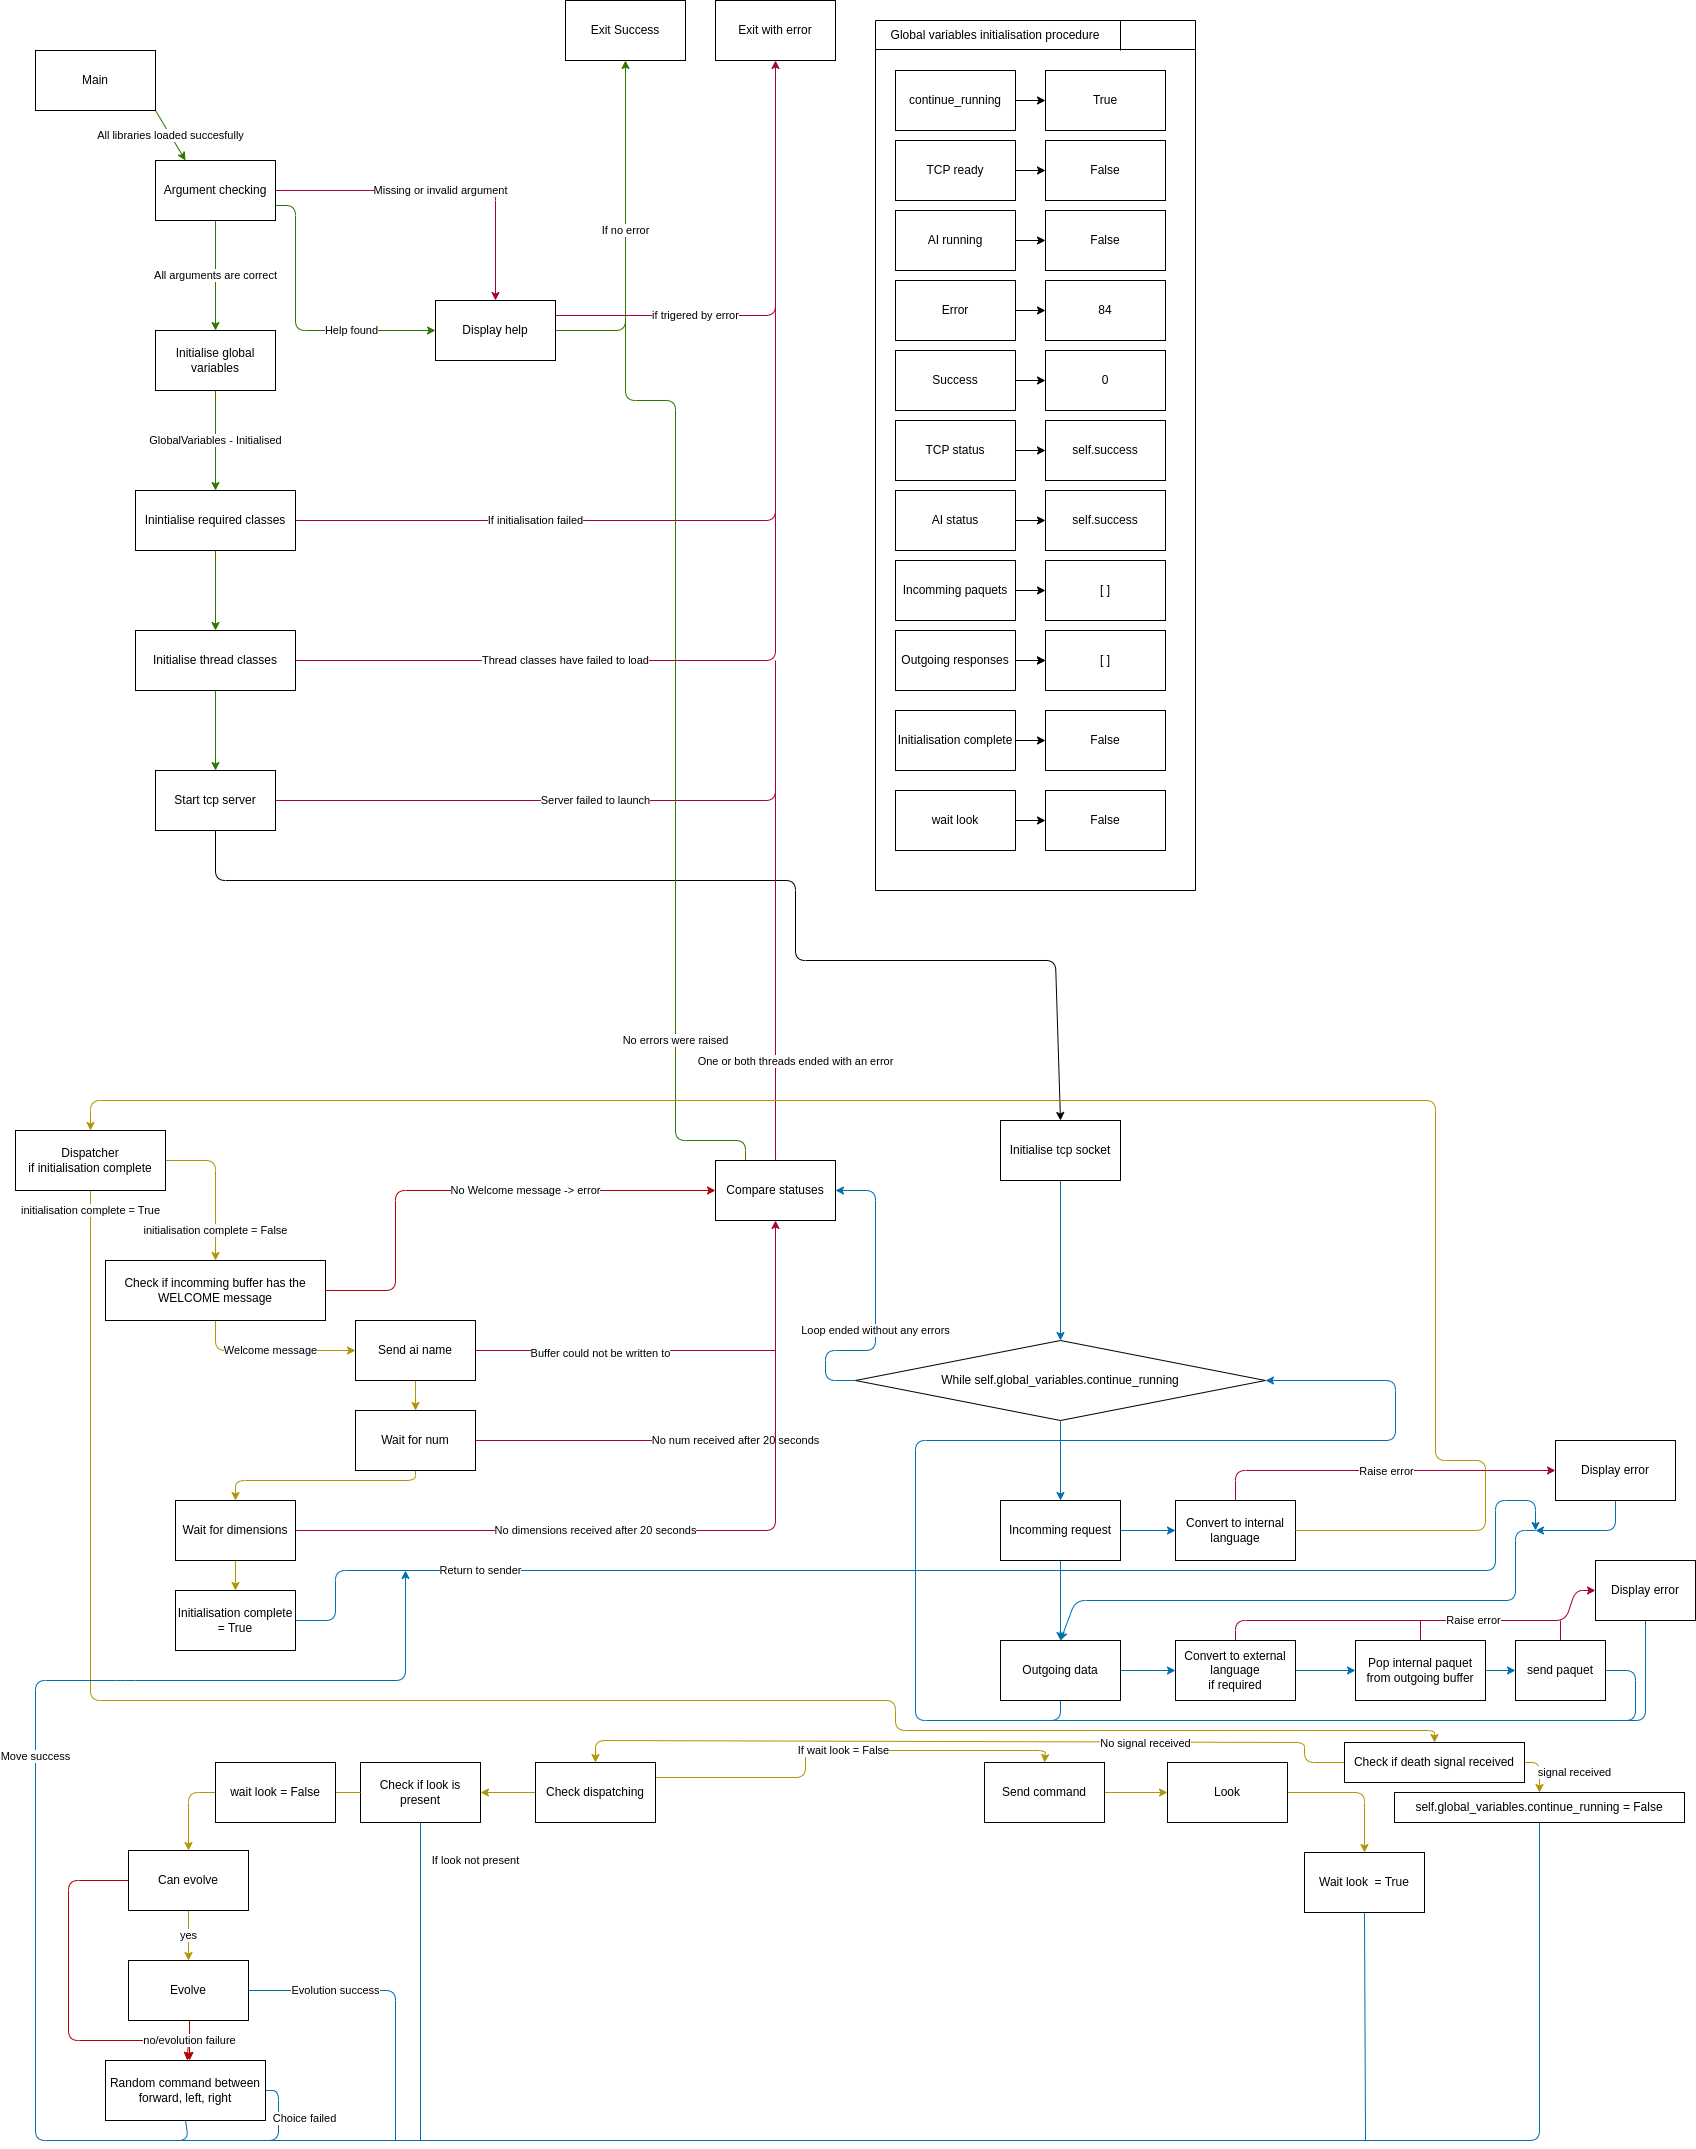 Exit Success
Exit with error
Global variables initialisation procedure
Main
continue_running
True
All libraries loaded succesfully
TCP ready
False
Argument checking
Missing or invalid argument
If no error
AI running
False
All arguments are correct
Error
84
if trigered by error
Help found
Display help
Initialise global
variables
Success
0
GlobalVariables - Initialised
TCP status
self.success
Inintialise required classes
If initialisation failed
AI status
self.success
Incomming paquets
[ ]
Initialise thread classes
Thread classes have failed to load
Outgoing responses
[ ]
Initialisation complete
False
Start tcp server
Server failed to launch
wait look
False
No errors were raised
One or both threads ended with an error
Dispatcher
if initialisation complete
Initialise tcp socket
No Welcome message -> error
Compare statuses
initialisation complete = True
initialisation complete = False
Check if incomming buffer has the
WELCOME message
Loop ended without any errors
Welcome message
Send ai name
Buffer could not be written to
While self.global_variables.continue_running
Wait for num
No num received after 20 seconds
Raise error
Display error
Wait for dimensions
No dimensions received after 20 seconds
Incomming request
Convert to internal
language
Return to sender
Display error
Initialisation complete
= True
Raise error
Outgoing data
Convert to external
language
if required
Pop internal paquet
from outgoing buffer
send paquet
Move success
If wait look = False
No signal received
Check if death signal received
signal received
wait look = False
Check if look is
present
Check dispatching
Send command
Look
self.global_variables.continue_running = False
If look not present
Can evolve
Wait look  = True
yes
Evolve
Evolution success
no/evolution failure
Random command between
forward, left, right
Choice failed